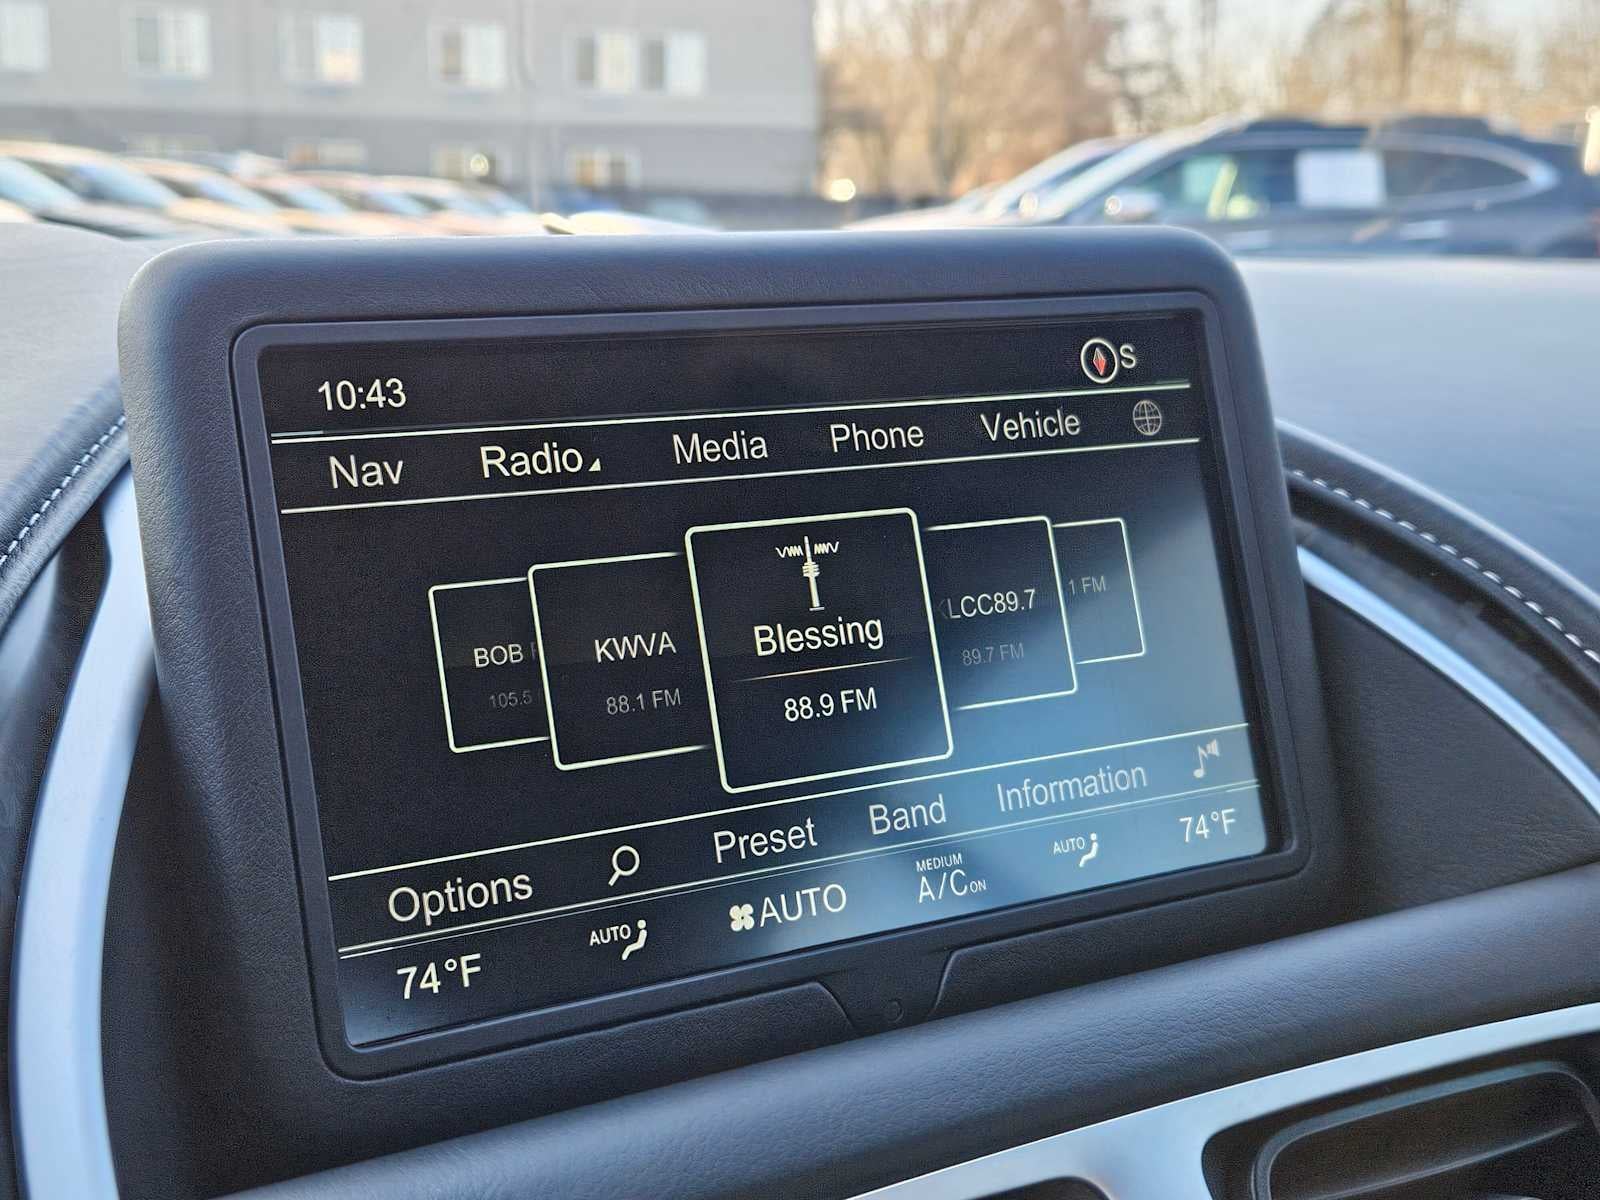 10:43
S
Nav Radio Media Phone Vehicle
BOB
105.5
KWVA
88.1 FM
Blessing
88.9 FM
KLCC89.7
89.7 FM
1 FM
Options Preset Band Information
74°F AUTO AUTO MEDIUM A/C ON AUTO 74°F